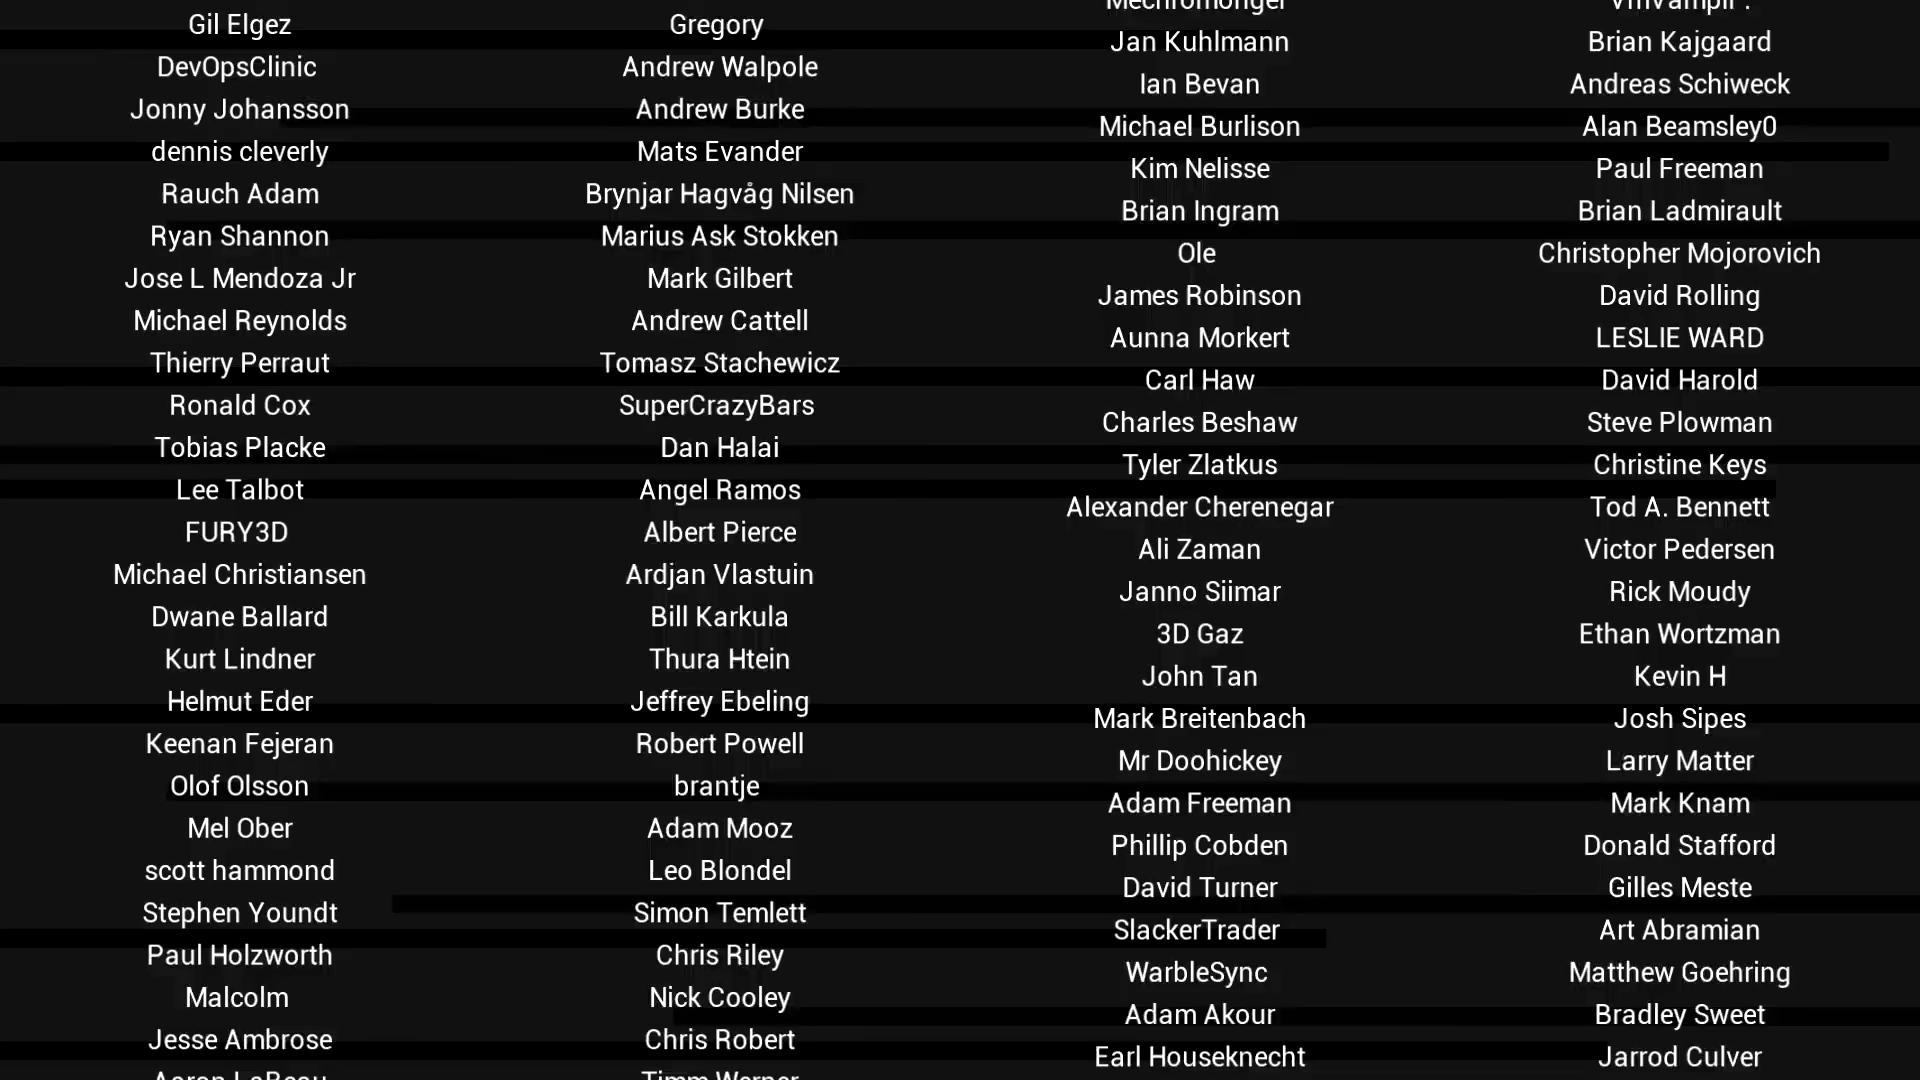 Gil Elgez
DevOpsClinic
Jonny Johansson
dennis cleverly
Rauch Adam
Ryan Shannon
Jose L Mendoza Jr
Michael Reynolds
Thierry Perraut
Ronald Cox
Tobias Placke
Lee Talbot
FURY3D
Michael Christiansen
Dwane Ballard
Kurt Lindner
Helmut Eder
Keenan Fejeran
Olof Olsson
Mel Ober
scott hammond
Stephen Youndt
Paul Holzworth
Malcolm
Jesse Ambrose
Aaron LaBeau
Gregory
Andrew Walpole
Andrew Burke
Mats Evander
Brynjar Hagvåg Nilsen
Marius Ask Stokken
Mark Gilbert
Andrew Cattell
Tomasz Stachewicz
SuperCrazyBars
Dan Halai
Angel Ramos
Albert Pierce
Ardjan Vlastuin
Bill Karkula
Thura Htein
Jeffrey Ebeling
Robert Powell
brantje
Adam Mooz
Leo Blondel
Simon Temlett
Chris Riley
Nick Cooley
Chris Robert
Timm Werner
Mechromonger
Jan Kuhlmann
Ian Bevan
Michael Burlison
Kim Nelisse
Brian Ingram
Ole
James Robinson
Aunna Morkert
Carl Haw
Charles Beshaw
Tyler Zlatkus
Alexander Cherenegar
Ali Zaman
Janno Siimar
3D Gaz
John Tan
Mark Breitenbach
Mr Doohickey
Adam Freeman
Phillip Cobden
David Turner
SlackerTrader
WarbleSync
Adam Akour
Earl Houseknecht
Brian Kajgaard
Andreas Schiweck
Alan Beamsley0
Paul Freeman
Brian Ladmirault
Christopher Mojorovich
David Rolling
LESLIE WARD
David Harold
Steve Plowman
Christine Keys
Tod A. Bennett
Victor Pedersen
Rick Moudy
Ethan Wortzman
Kevin H
Josh Sipes
Larry Matter
Mark Knam
Donald Stafford
Gilles Meste
Art Abramian
Matthew Goehring
Bradley Sweet
Jarrod Culver